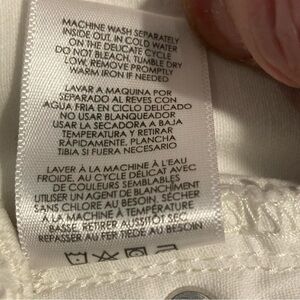 MACHINE WASH SEPARATELY
INSIDE OUT, IN COLD WATER
ON THE DELICATE CYCLE
DO NOT BLEACH, TUMBLE DRY
LOW, REMOVE PROMPTLY
WARM IRON IF NEEDED
LAVAR A MAQUINA POR
SEPARADO AL REVES CON
AGUA FRIA EN CICLO DELICADO
NO USAR BLANQUEADOR
USAR LA SECADORA A BAJA
TEMPERATURA Y RETIRAR
RÁPIDAMENTE, PLANCHA
TIBIA SI FUERA NECESARIO
LAVER À LA MACHINE À L'EAU
FROIDE, AU CYCLE DÉLICAT AVEC
DE COULEURS SEMBLABLES
UTILISER UN AGENT DE BLANCHIMENT
SANS CHLORE AU BESOIN, SÉCHER
A LA MACHINE À TEMPÉRATURE
BASSE, RETIRER AUSSITÔT SEC
REPASSER AU FER TIEDE AU BESOIN